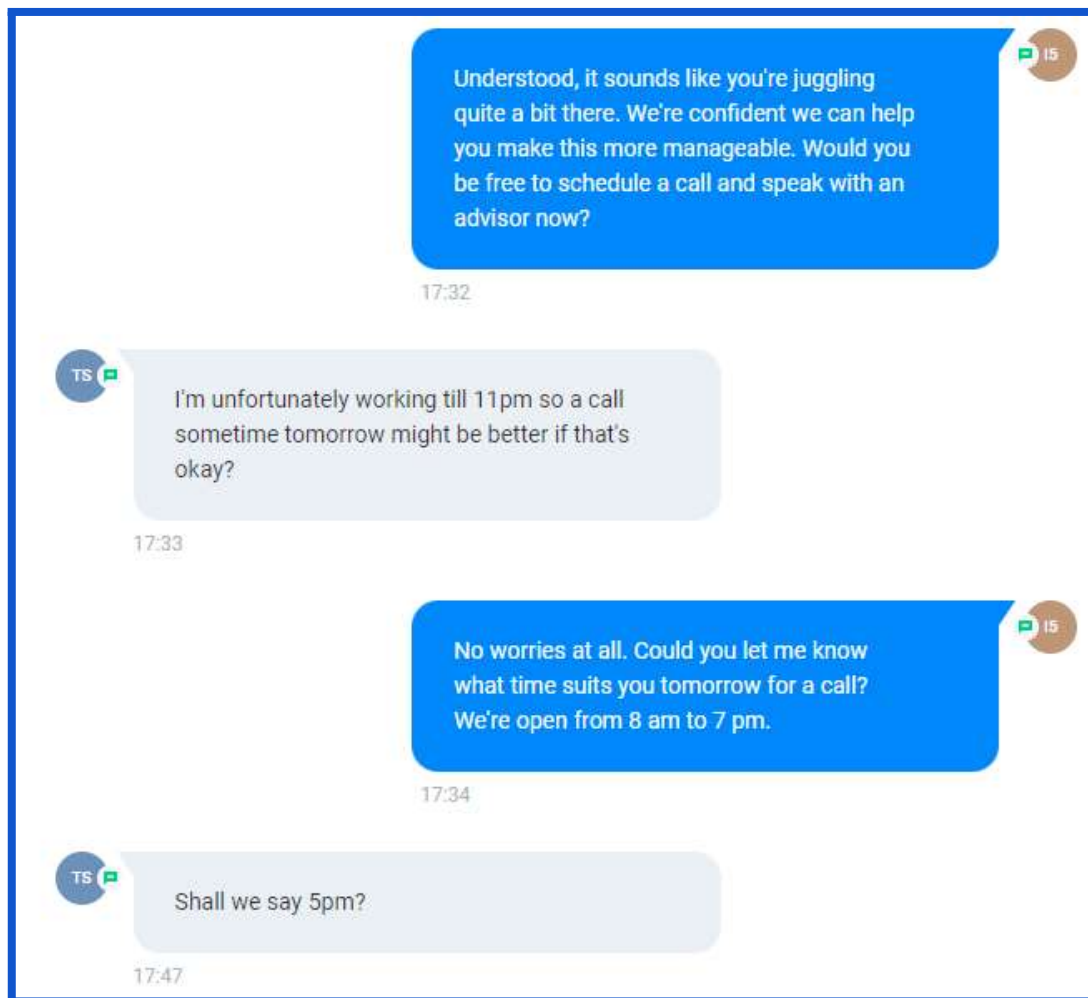 I5
Understood, it sounds like you're juggling
quite a bit there. We're confident we can help
you make this more manageable. Would you
be free to schedule a call and speak with an
advisor now?
17:32
TS
I'm unfortunately working till 11pm so a call
sometime tomorrow might be better if that's
okay?
17:33
I5
No worries at all. Could you let me know
what time suits you tomorrow for a call?
We're open from 8 am to 7 pm.
17:34
TS
Shall we say 5pm?
17:47